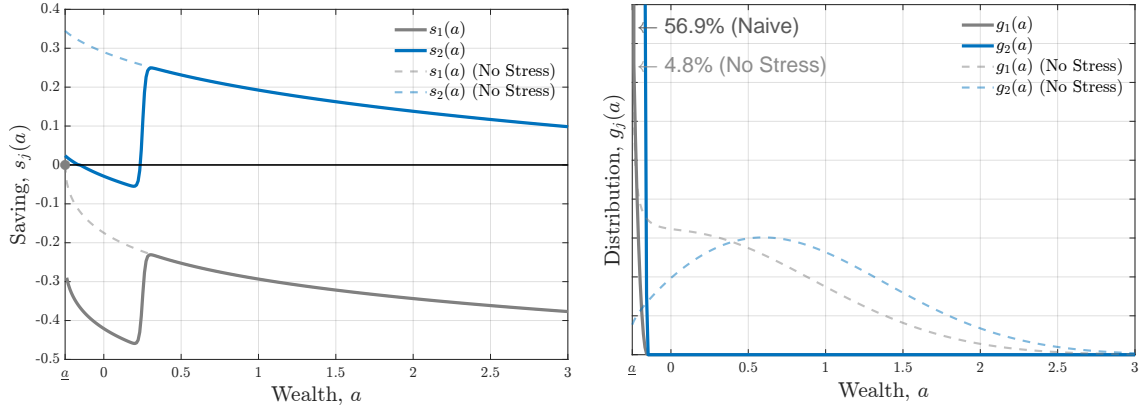 0.4
0.3
0.2
0.1
0
-0.1
-0.2
-0.3
-0.4
-0.5
Saving, s_j(a)
s_1(a)
s_2(a)
s_1(a) (No Stress)
s_2(a) (No Stress)
a 0 0.5 1 1.5 2 2.5 3
Wealth, a
Distribution, g_j(a)
← 56.9% (Naive)
← 4.8% (No Stress)
g_1(a)
g_2(a)
g_1(a) (No Stress)
g_2(a) (No Stress)
a 0 0.5 1 1.5 2 2.5 3
Wealth, a